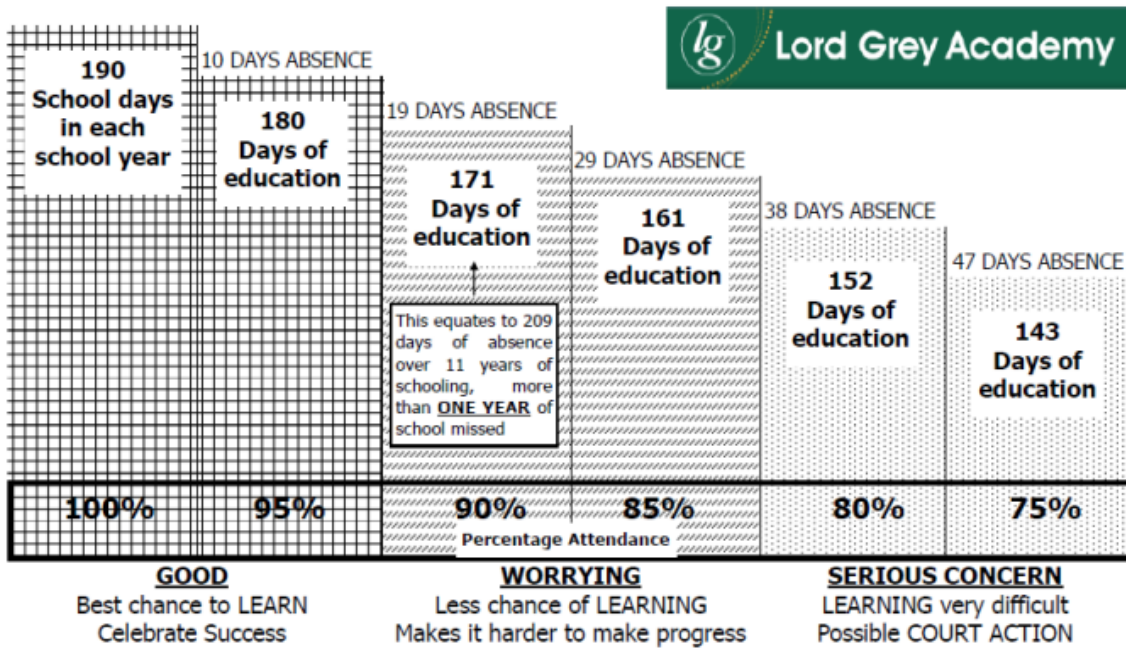 lg Lord Grey Academy
190
School days
in each
school year
10 DAYS ABSENCE
180
Days of
education
19 DAYS ABSENCE
171
Days of
education
This equates to 209
days of absence
over 11 years of
schooling, more
than ONE YEAR of
school missed
29 DAYS ABSENCE
161
Days of
education
38 DAYS ABSENCE
152
Days of
education
47 DAYS ABSENCE
143
Days of
education
100% 95% 90% 85% 80% 75%
Percentage Attendance
GOOD
Best chance to LEARN
Celebrate Success
WORRYING
Less chance of LEARNING
Makes it harder to make progress
SERIOUS CONCERN
LEARNING very difficult
Possible COURT ACTION